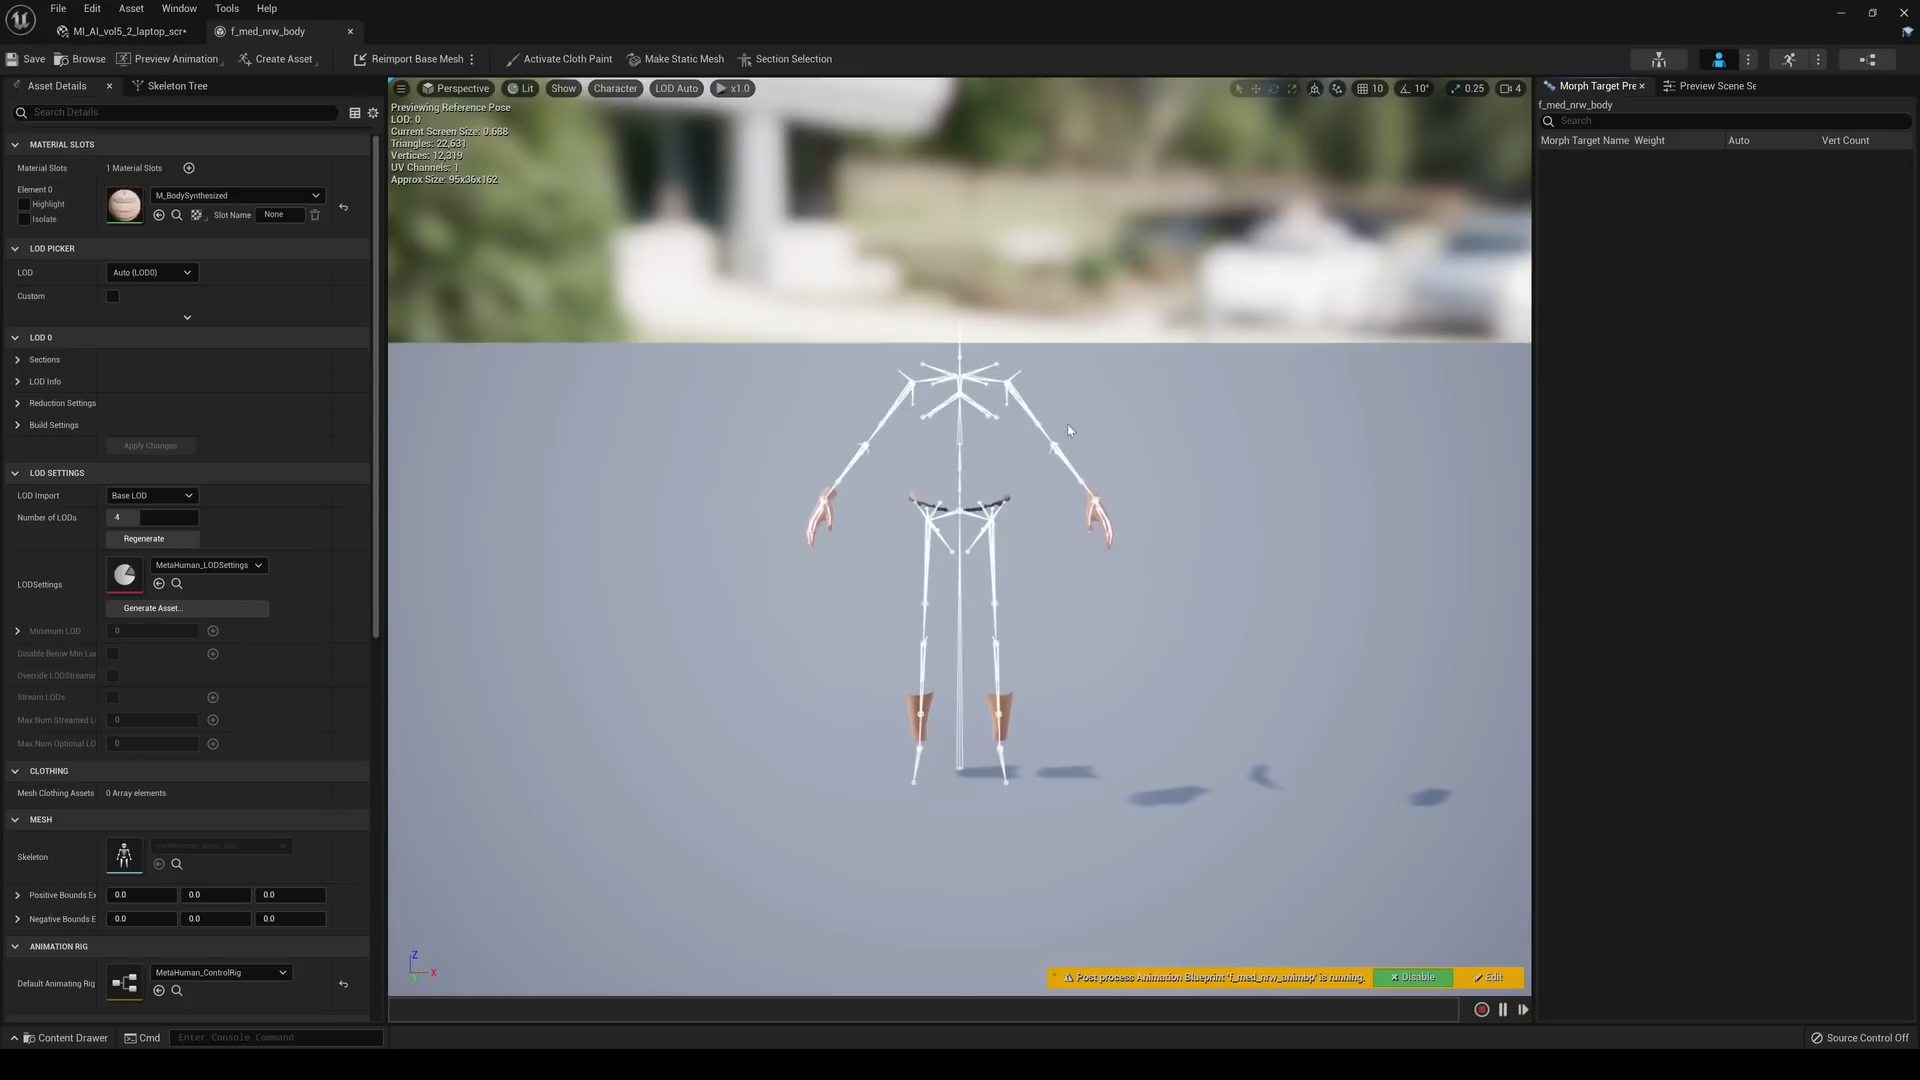 File Edit Asset Window Tools Help
MI_AI_vol5_2_laptop_scr*
f_med_nrw_body
Save Browse Preview Animation Create Asset Reimport Base Mesh Activate Cloth Paint Make Static Mesh Section Selection
Asset Details
Skeleton Tree
Search Details
MATERIAL SLOTS
Material Slots 1 Material Slots
Element 0
Highlight
Isolate
M_BodySynthesized
Slot Name None
LOD PICKER
LOD Auto (LOD0)
Custom
LOD 0
Sections
LOD Info
Reduction Settings
Build Settings
Apply Changes
LOD SETTINGS
LOD Import Base LOD
Number of LODs 4
Regenerate
LODSettings MetaHuman_LODSettings
Generate Asset...
Minimum LOD 0
Disable Below Min Lo
Override LODStreamin
Stream LODs
Max Num Streamed L 0
Max Num Optional LO 0
CLOTHING
Mesh Clothing Assets 0 Array elements
MESH
Skeleton
Positive Bounds Ex 0.0 0.0 0.0
Negative Bounds E 0.0 0.0 0.0
ANIMATION RIG
Default Animating Rig MetaHuman_ControlRig
Perspective Lit Show Character LOD Auto x1.0
10 10° 0.25 4
Previewing Reference Pose
LOD: 0
Current Screen Size: 0.688
Triangles: 22,631
Vertices: 12,319
UV Channels: 1
Approx Size: 95x36x162
Z
X
Y
Post process Animation Blueprint 'f_med_nrw_animbp' is running.
Disable
Edit
Morph Target Pre
Preview Scene Se
f_med_nrw_body
Search
Morph Target Name Weight Auto Vert Count
Content Drawer Cmd Enter Console Command
Source Control Off